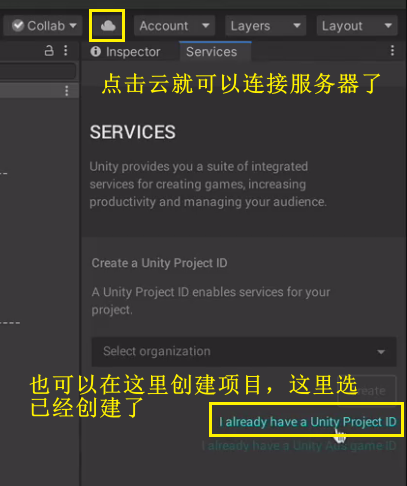 Collab
Account
Layers
Layout
Inspector
Services
点击云就可以连接服务器了
SERVICES
Unity provides you a suite of integrated
services for creating games, increasing
productivity and managing your audience.
Create a Unity Project ID
A Unity Project ID enables services for your
project.
Select organization
也可以在这里创建项目，这里选
已经创建了
I already have a Unity Project ID
I already have a Unity Ads game ID